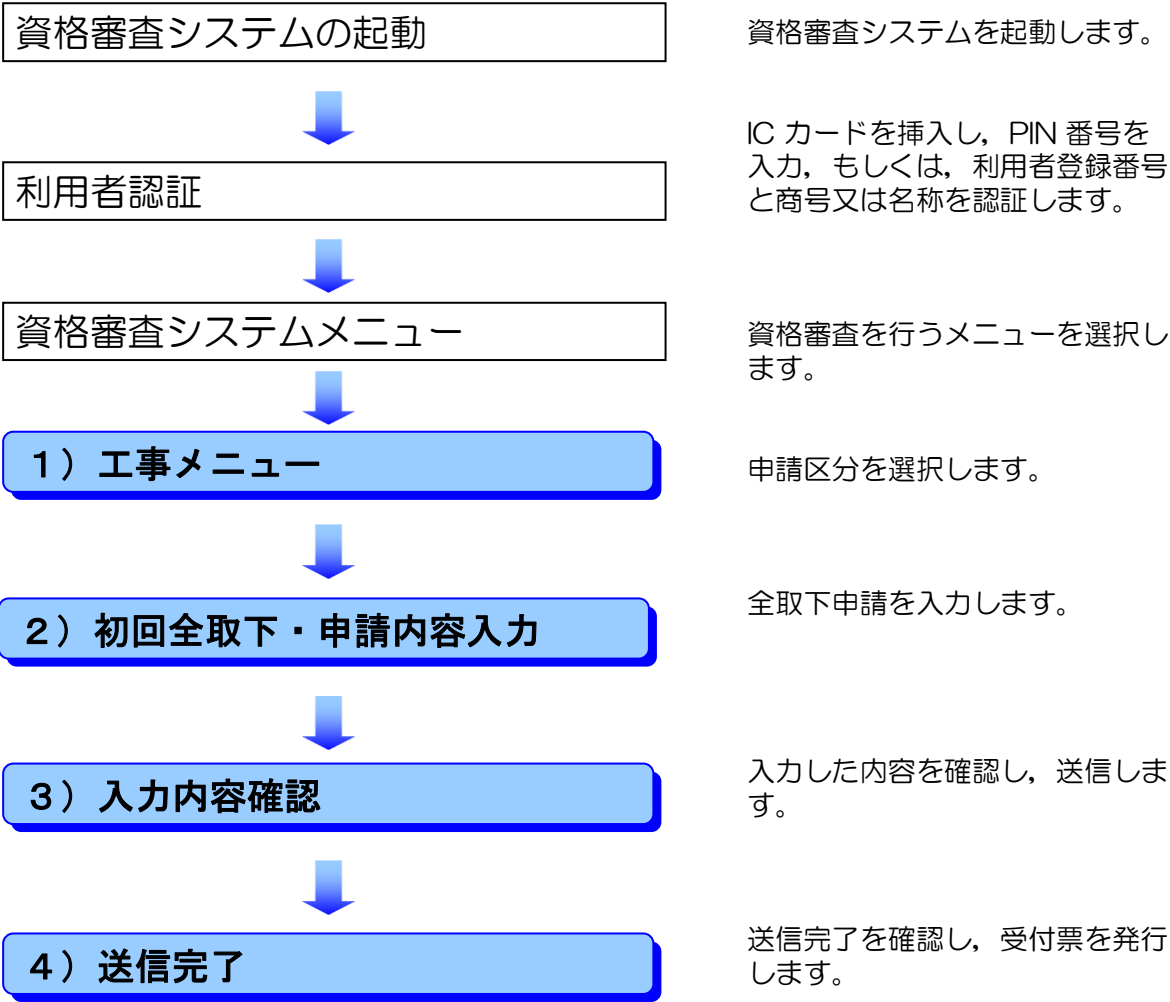 資格審査システムの起動
資格審査システムを起動します。
IC カードを挿入し，PIN 番号を
入力，もしくは，利用者登録番号
と商号又は名称を認証します。
利用者認証
資格審査システムメニュー
資格審査を行うメニューを選択し
ます。
１）工事メニュー
申請区分を選択します。
２）初回全取下・申請内容入力
全取下申請を入力します。
３）入力内容確認
入力した内容を確認し，送信しま
す。
４）送信完了
送信完了を確認し，受付票を発行
します。